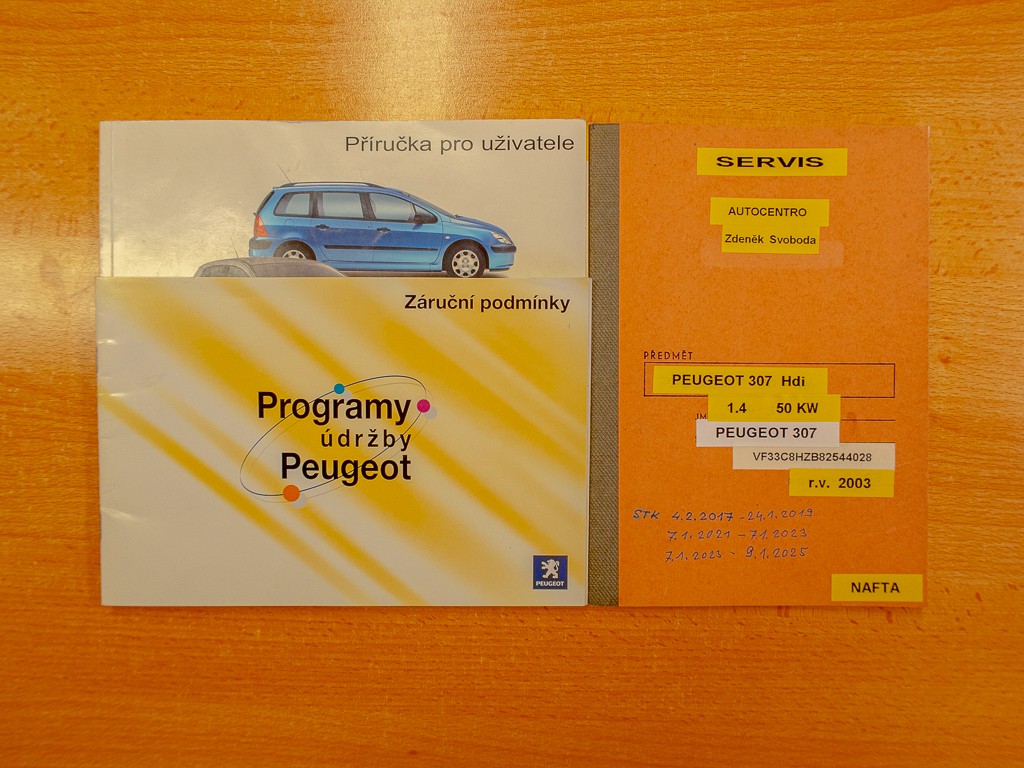 Příručka pro uživatele
Záruční podmínky
Programy
údržby
Peugeot
PEUGEOT
SERVIS
AUTOCENTRO
Zdeněk Svoboda
PŘEDMĚT
PEUGEOT 307 Hdi
1.4 50 KW
PEUGEOT 307
VF33C8HZB82544028
r.v. 2003
STK 4.2.2017 - 24.1.2019
7.1.2021 - 7.1.2023
7.1.2023 - 9.1.2025
NAFTA